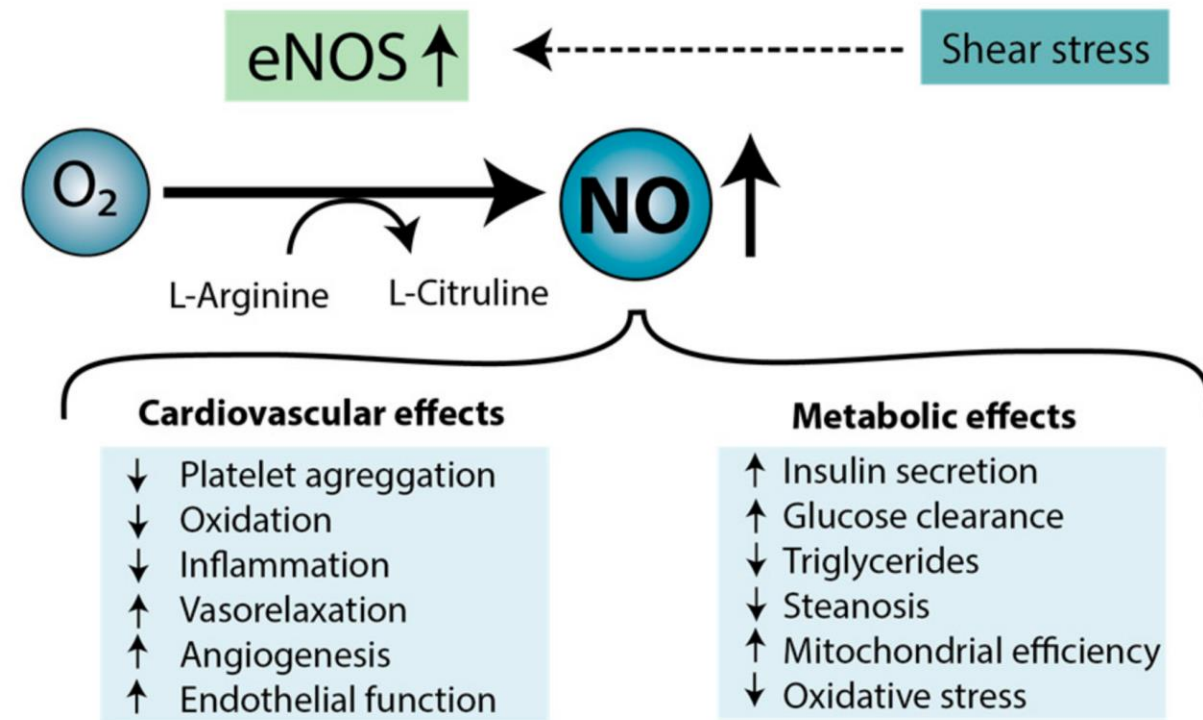 eNOS ↑
Shear stress
O₂
NO ↑
L-Arginine
L-Citruline
Cardiovascular effects
↓ Platelet agreggation
↓ Oxidation
↓ Inflammation
↑ Vasorelaxation
↑ Angiogenesis
↑ Endothelial function
Metabolic effects
↑ Insulin secretion
↑ Glucose clearance
↓ Triglycerides
↓ Steanosis
↑ Mitochondrial efficiency
↓ Oxidative stress